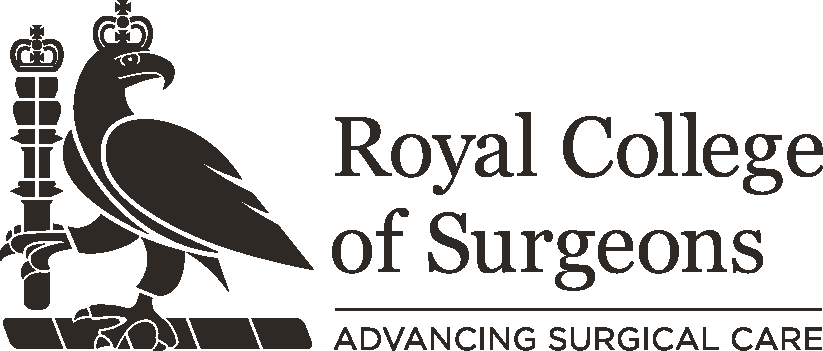 Royal College
of Surgeons
ADVANCING SURGICAL CARE